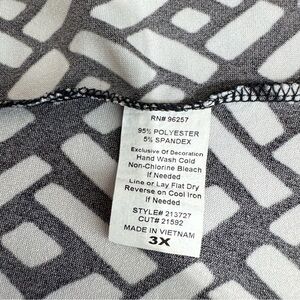 RN# 96257
95% POLYESTER
5% SPANDEX
Exclusive Of Decoration
Hand Wash Cold
Non-Chlorine Bleach
If Needed
Line or Lay Flat Dry
Reverse on Cool Iron
If Needed
STYLE# 213727
CUT# 21592
MADE IN VIETNAM
3X